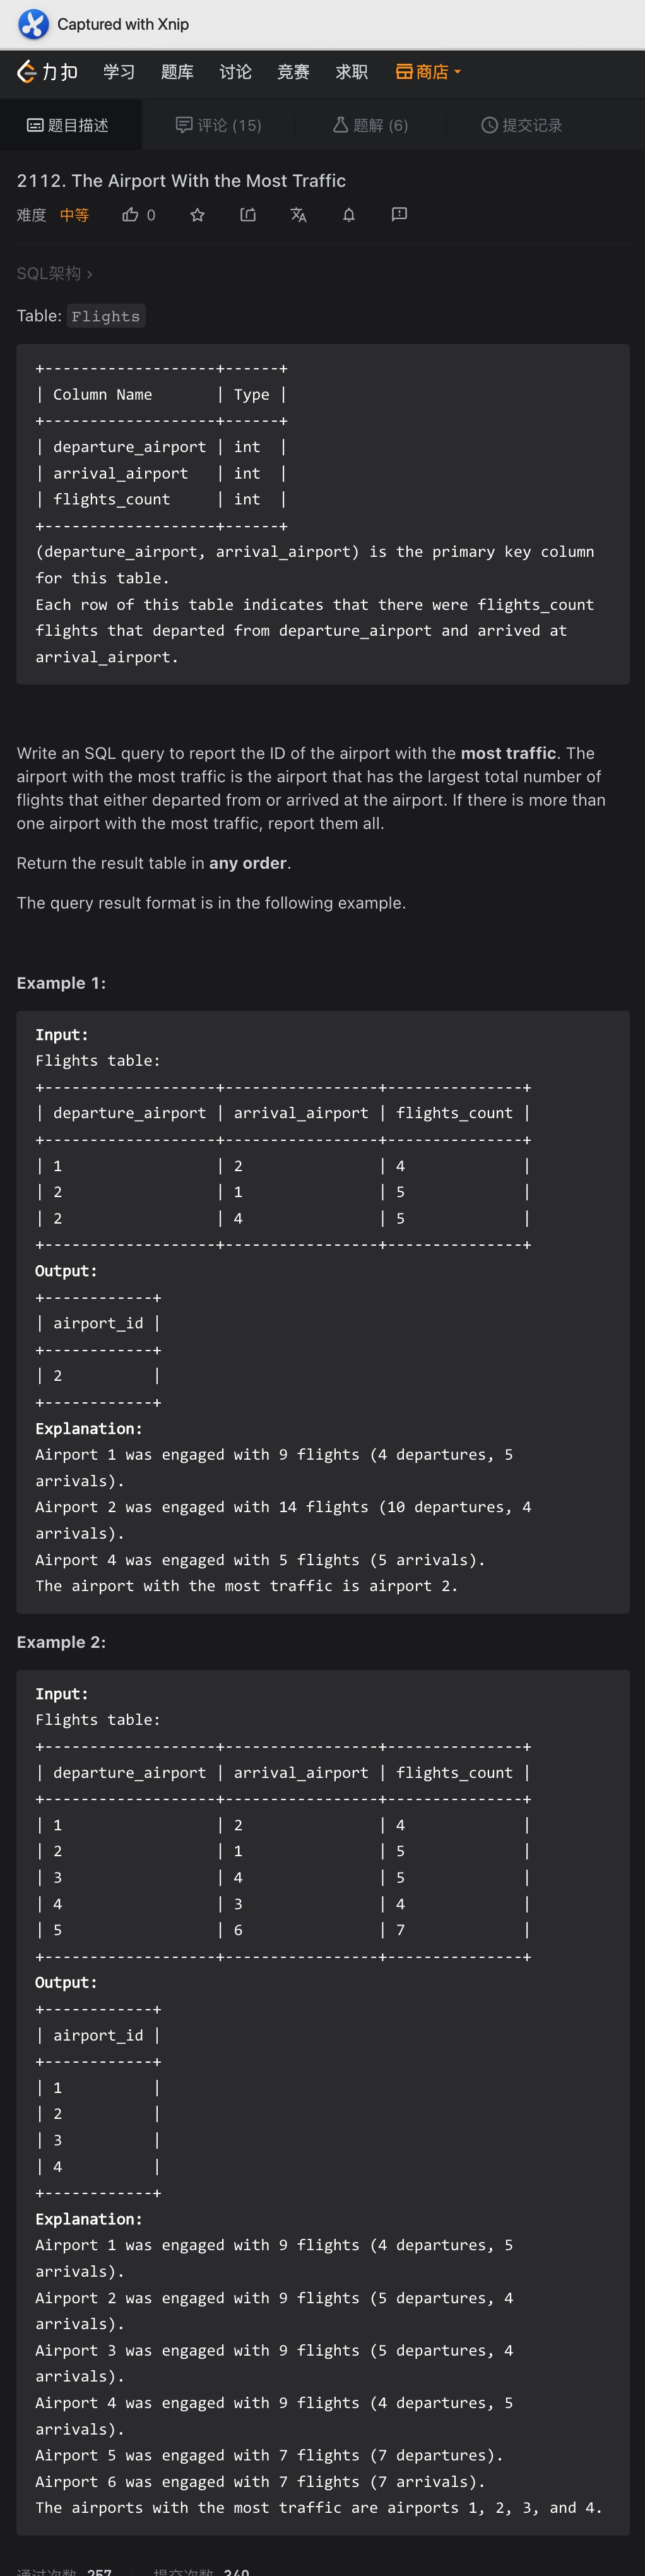 Captured with Xnip
力扣 学习 题库 讨论 竞赛 求职 商店
题目描述 评论 (15) 题解 (6) 提交记录
2112. The Airport With the Most Traffic
难度 中等 0
SQL架构 ›
Table: Flights
+-------------------+------+
| Column Name       | Type |
+-------------------+------+
| departure_airport | int  |
| arrival_airport   | int  |
| flights_count     | int  |
+-------------------+------+
(departure_airport, arrival_airport) is the primary key column
for this table.
Each row of this table indicates that there were flights_count
flights that departed from departure_airport and arrived at
arrival_airport.
Write an SQL query to report the ID of the airport with the most traffic. The
airport with the most traffic is the airport that has the largest total number of
flights that either departed from or arrived at the airport. If there is more than
one airport with the most traffic, report them all.
Return the result table in any order.
The query result format is in the following example.
Example 1:
Input:
Flights table:
+-------------------+-----------------+---------------+
| departure_airport | arrival_airport | flights_count |
+-------------------+-----------------+---------------+
| 1                 | 2               | 4             |
| 2                 | 1               | 5             |
| 2                 | 4               | 5             |
+-------------------+-----------------+---------------+
Output:
+------------+
| airport_id |
+------------+
| 2          |
+------------+
Explanation:
Airport 1 was engaged with 9 flights (4 departures, 5
arrivals).
Airport 2 was engaged with 14 flights (10 departures, 4
arrivals).
Airport 4 was engaged with 5 flights (5 arrivals).
The airport with the most traffic is airport 2.
Example 2:
Input:
Flights table:
+-------------------+-----------------+---------------+
| departure_airport | arrival_airport | flights_count |
+-------------------+-----------------+---------------+
| 1                 | 2               | 4             |
| 2                 | 1               | 5             |
| 3                 | 4               | 5             |
| 4                 | 3               | 4             |
| 5                 | 6               | 7             |
+-------------------+-----------------+---------------+
Output:
+------------+
| airport_id |
+------------+
| 1          |
| 2          |
| 3          |
| 4          |
+------------+
Explanation:
Airport 1 was engaged with 9 flights (4 departures, 5
arrivals).
Airport 2 was engaged with 9 flights (5 departures, 4
arrivals).
Airport 3 was engaged with 9 flights (5 departures, 4
arrivals).
Airport 4 was engaged with 9 flights (4 departures, 5
arrivals).
Airport 5 was engaged with 7 flights (7 departures).
Airport 6 was engaged with 7 flights (7 arrivals).
The airports with the most traffic are airports 1, 2, 3, and 4.
通过次数 257 提交次数 340